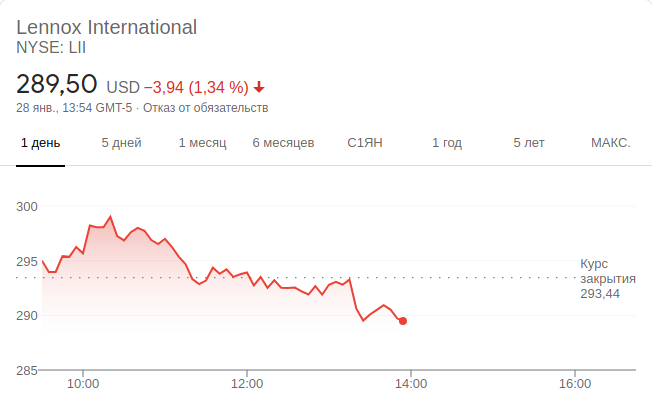 Lennox International
NYSE: LII
289,50 USD −3,94 (1,34 %)
28 янв., 13:54 GMT-5 · Отказ от обязательств
1 день 5 дней 1 месяц 6 месяцев С1ЯН 1 год 5 лет МАКС.
300
295
290
285
Курс
закрытия
293,44
10:00 12:00 14:00 16:00